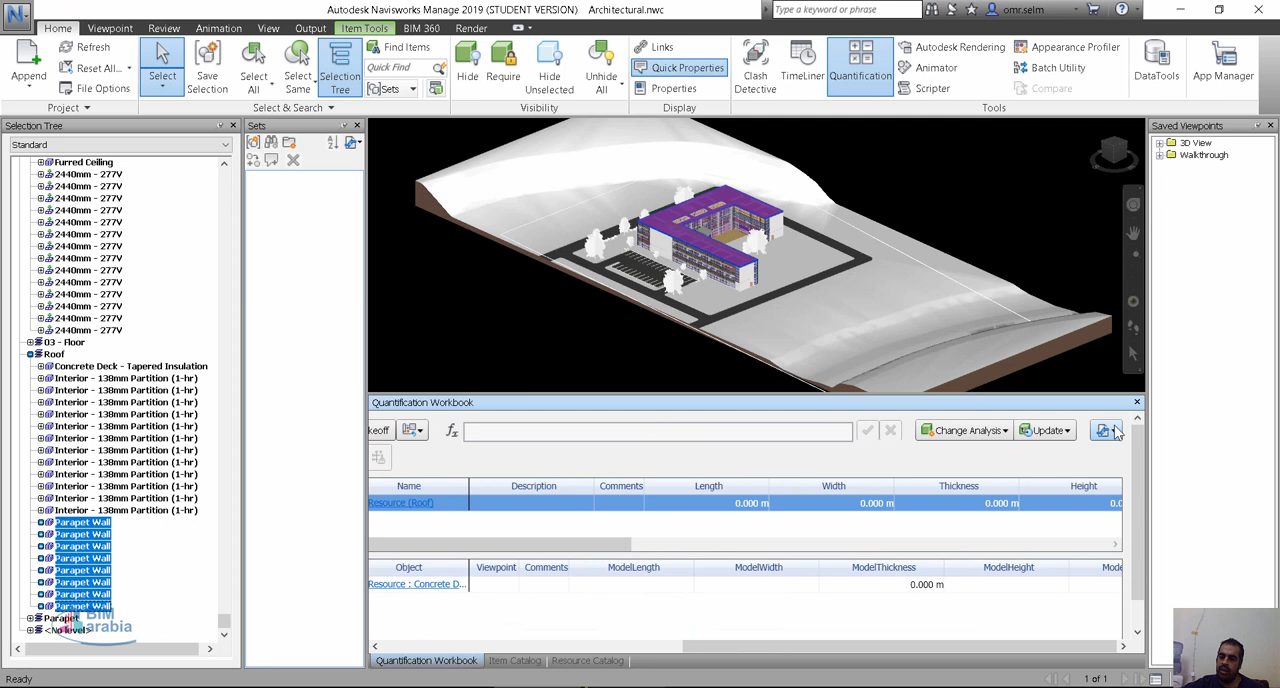 Autodesk Navisworks Manage 2019 (STUDENT VERSION) Architectural.nwc
Type a keyword or phrase
omr.selm
Home Viewpoint Review Animation View Output Item Tools BIM 360 Render
Append
Refresh
Reset All...
File Options
Select
Save Selection
Select All
Select Same
Selection Tree
Find Items
Quick Find
Sets
Hide
Require
Hide Unselected
Unhide All
Links
Quick Properties
Properties
Clash Detective
TimeLiner
Quantification
Autodesk Rendering
Animator
Scripter
Appearance Profiler
Batch Utility
Compare
DataTools
App Manager
Project
Select & Search
Visibility
Display
Tools
Selection Tree
Standard
Furred Ceiling
2440mm - 277V
2440mm - 277V
2440mm - 277V
2440mm - 277V
2440mm - 277V
2440mm - 277V
2440mm - 277V
2440mm - 277V
2440mm - 277V
2440mm - 277V
2440mm - 277V
2440mm - 277V
2440mm - 277V
2440mm - 277V
03 - Floor
Roof
Concrete Deck - Tapered Insulation
Interior - 138mm Partition (1-hr)
Interior - 138mm Partition (1-hr)
Interior - 138mm Partition (1-hr)
Interior - 138mm Partition (1-hr)
Interior - 138mm Partition (1-hr)
Interior - 138mm Partition (1-hr)
Interior - 138mm Partition (1-hr)
Interior - 138mm Partition (1-hr)
Interior - 138mm Partition (1-hr)
Interior - 138mm Partition (1-hr)
Interior - 138mm Partition (1-hr)
Interior - 138mm Partition (1-hr)
Parapet Wall
Parapet Wall
Parapet Wall
Parapet Wall
Parapet Wall
Parapet Wall
Parapet Wall
Parapet Wall
Parapet
<No level>
BIM
arabia
Sets
Saved Viewpoints
3D View
Walkthrough
Quantification Workbook
keoff
fx
Change Analysis
Update
Name Description Comments Length Width Thickness Height
Resource (Roof) 0.000 m 0.000 m 0.000 m 0.0
Object Viewpoint Comments ModelLength ModelWidth ModelThickness ModelHeight Mode
Resource : Concrete D... 0.000 m
Quantification Workbook Item Catalog Resource Catalog
Ready
1 of 1